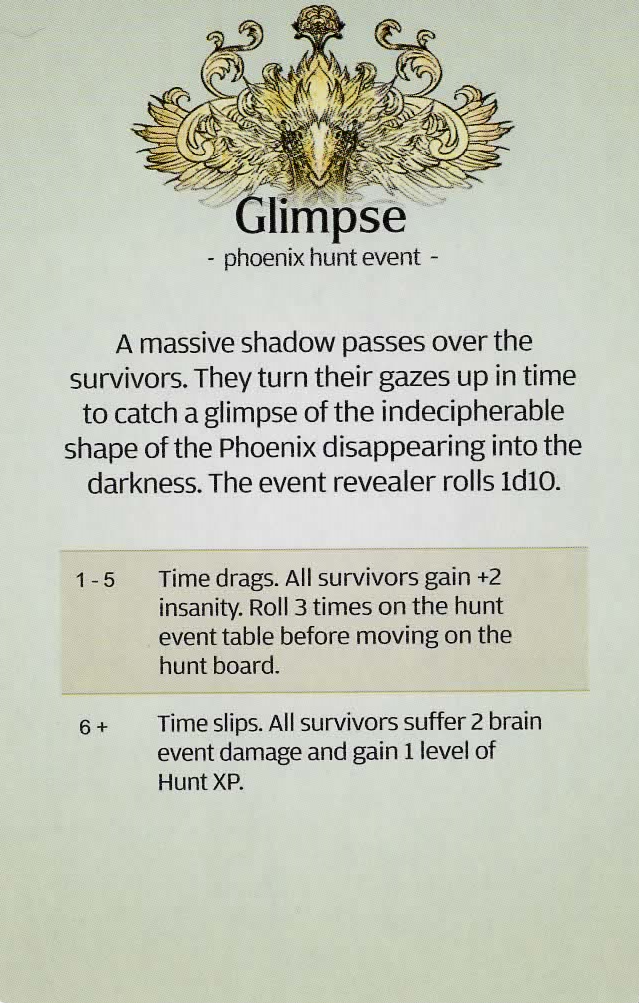 Glimpse
- phoenix hunt event -
A massive shadow passes over the
survivors. They turn their gazes up in time
to catch a glimpse of the indecipherable
shape of the Phoenix disappearing into the
darkness. The event revealer rolls 1d10.
1 - 5 Time drags. All survivors gain +2
insanity. Roll 3 times on the hunt
event table before moving on the
hunt board.
6 + Time slips. All survivors suffer 2 brain
event damage and gain 1 level of
Hunt XP.